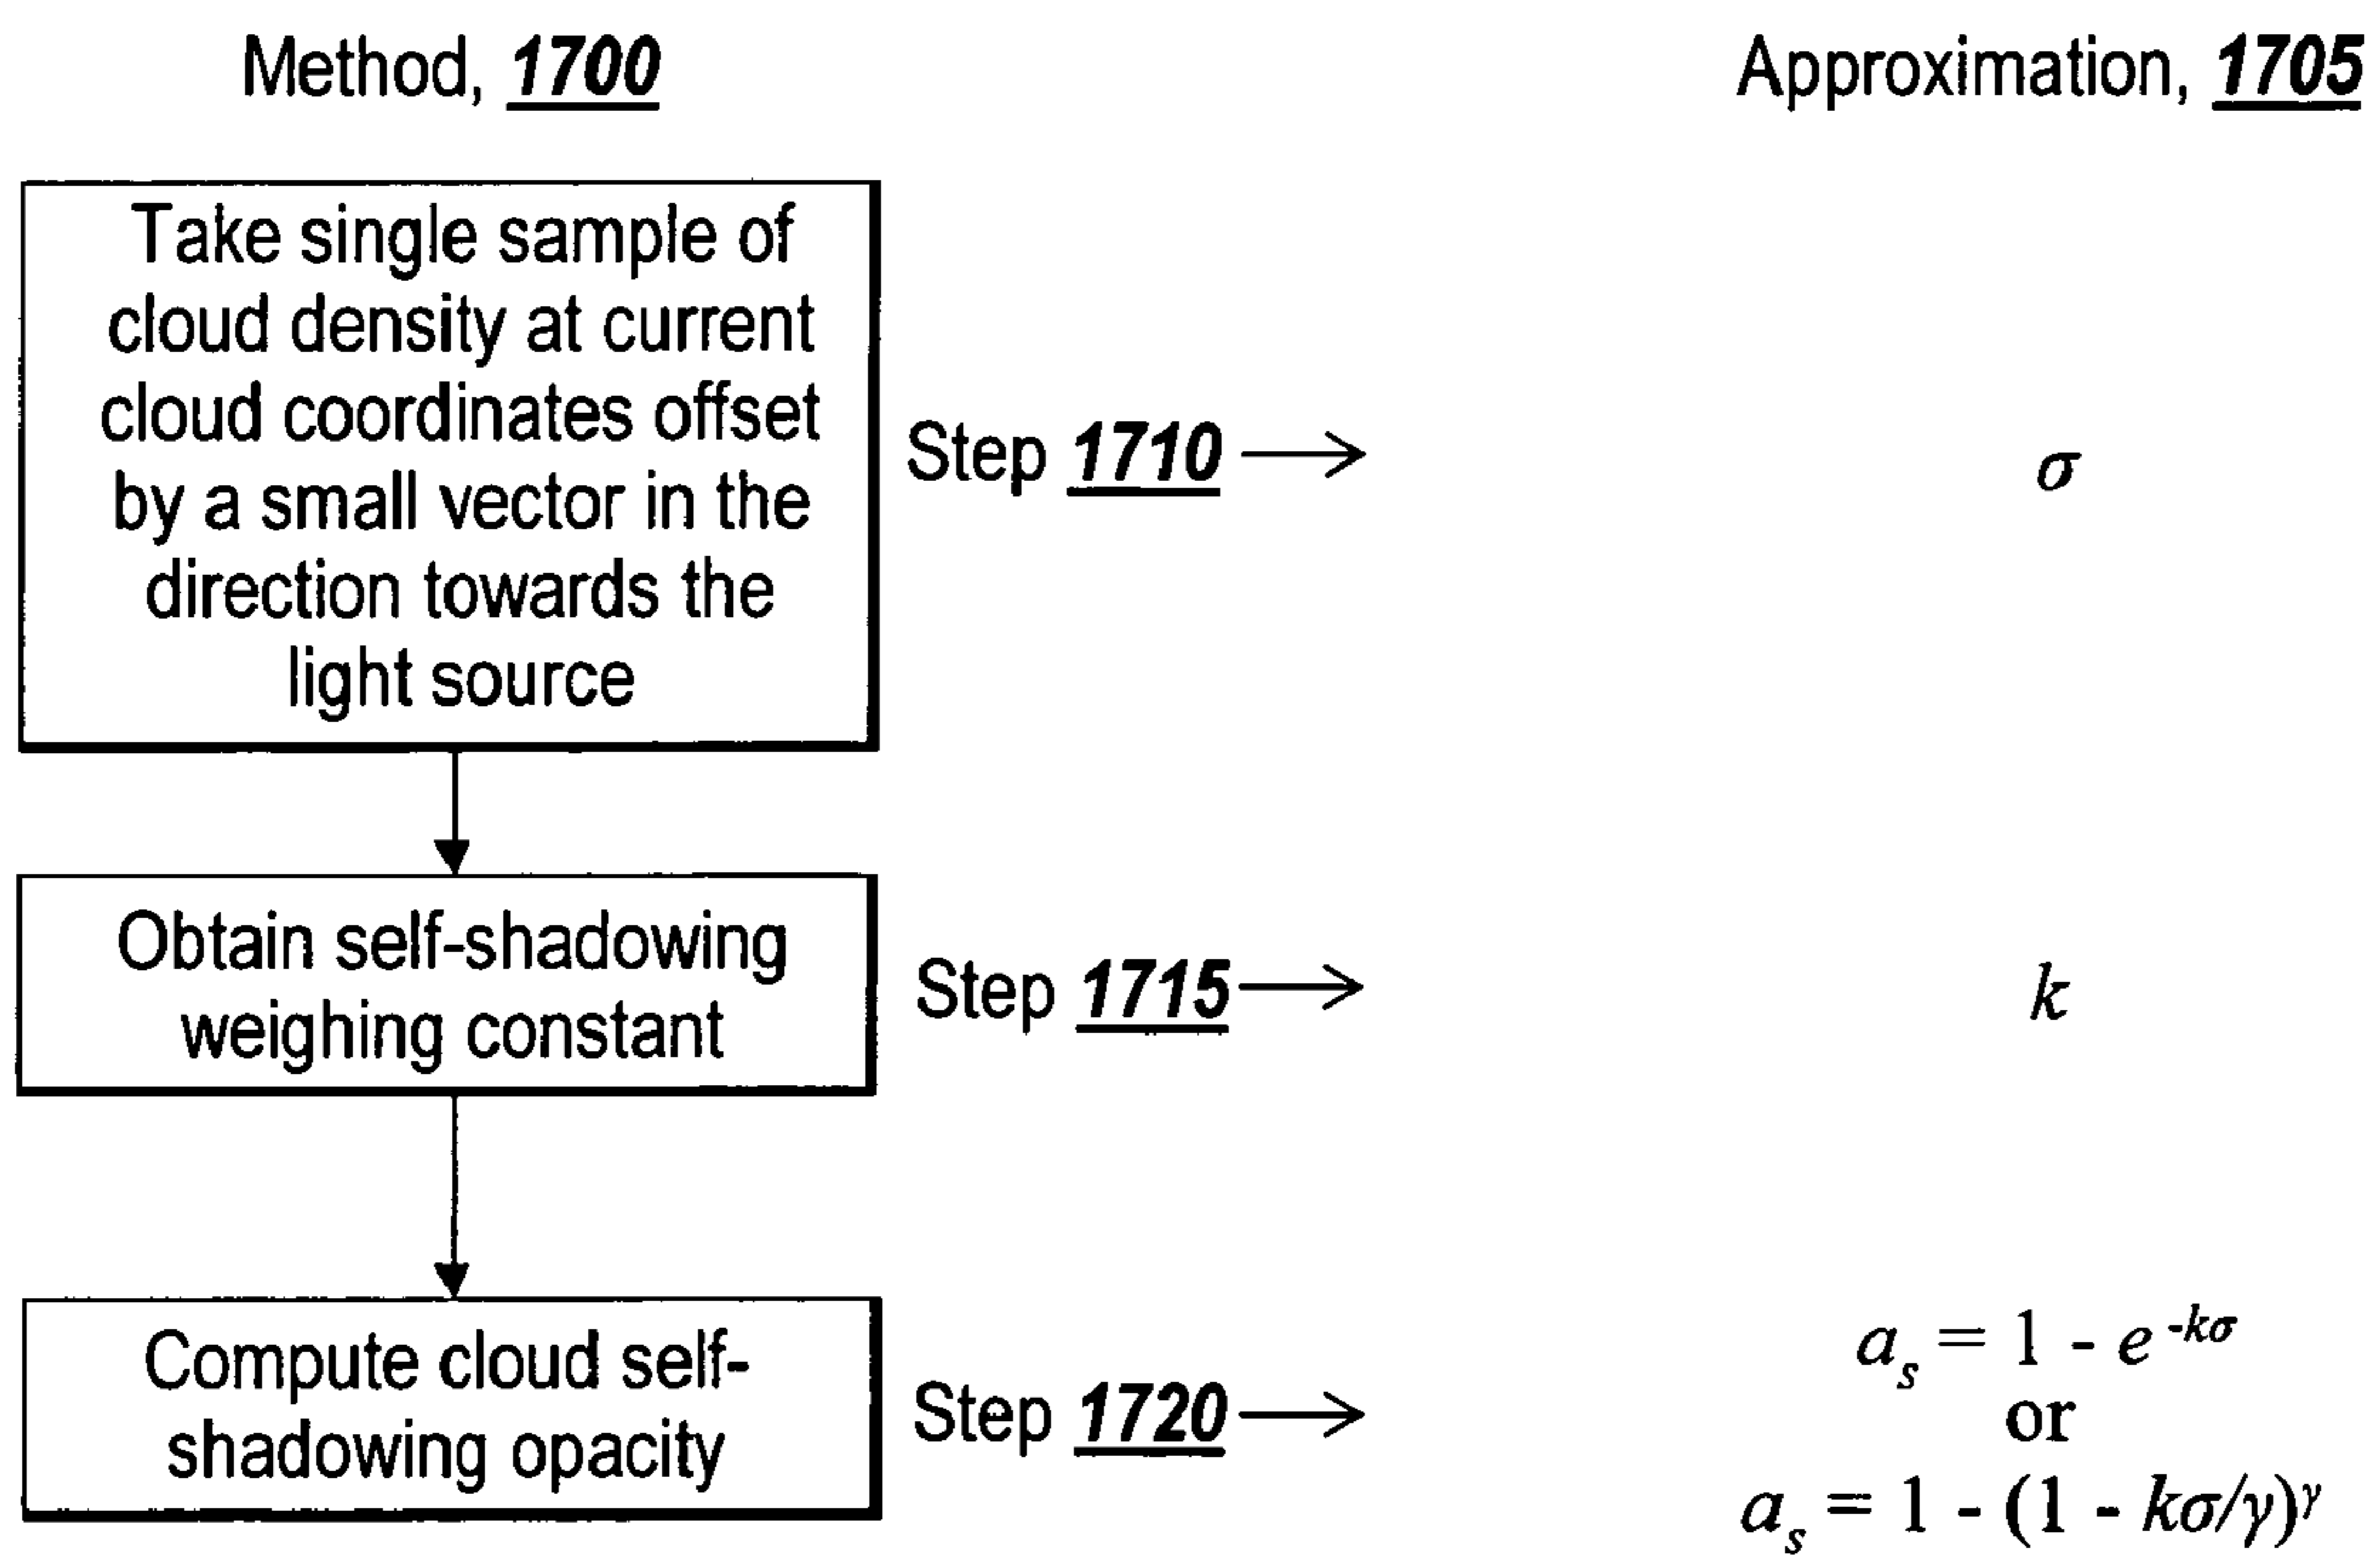 Method, 1700
Approximation, 1705
Take single sample of
cloud density at current
cloud coordinates offset
by a small vector in the
direction towards the
light source
Step 1710 →
σ
Obtain self-shadowing
weighing constant
Step 1715 →
k
Compute cloud self-
shadowing opacity
Step 1720 →
aₛ = 1 - e^-kσ
or
aₛ = 1 - (1 - kσ/γ)^γ